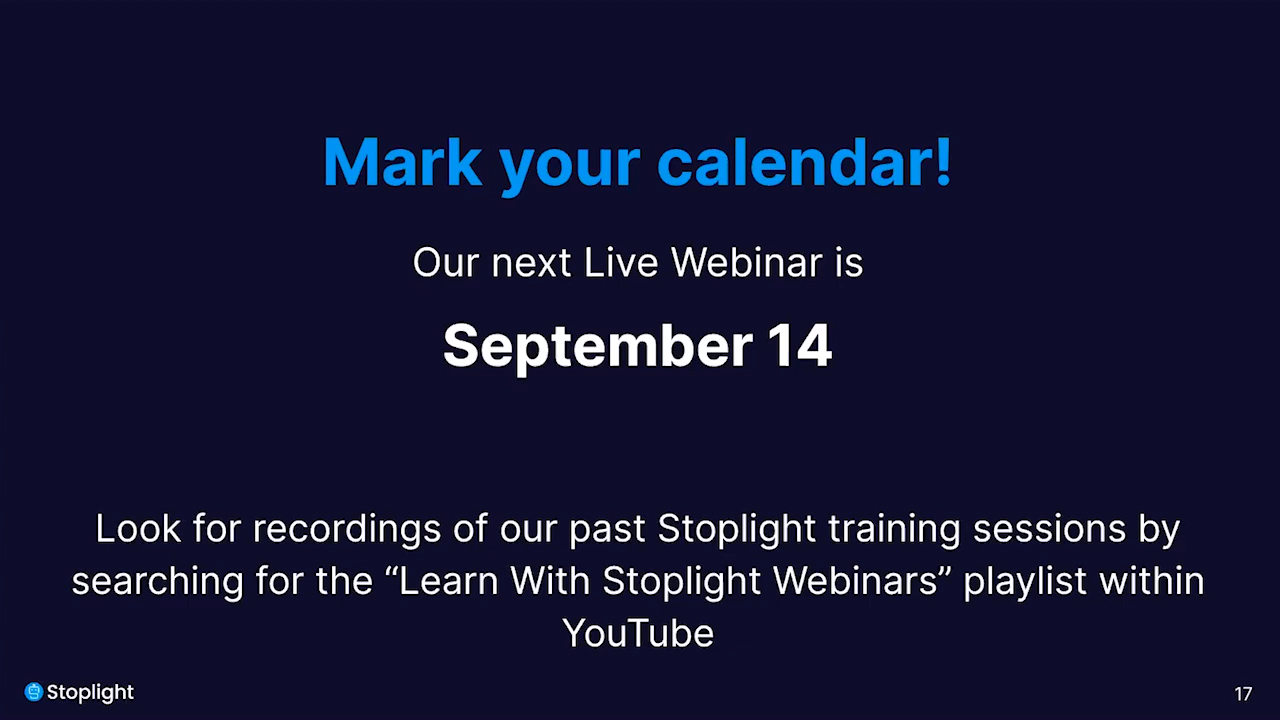 Mark your calendar!
Our next Live Webinar is
September 14
Look for recordings of our past Stoplight training sessions by
searching for the “Learn With Stoplight Webinars” playlist within
YouTube
Stoplight
17